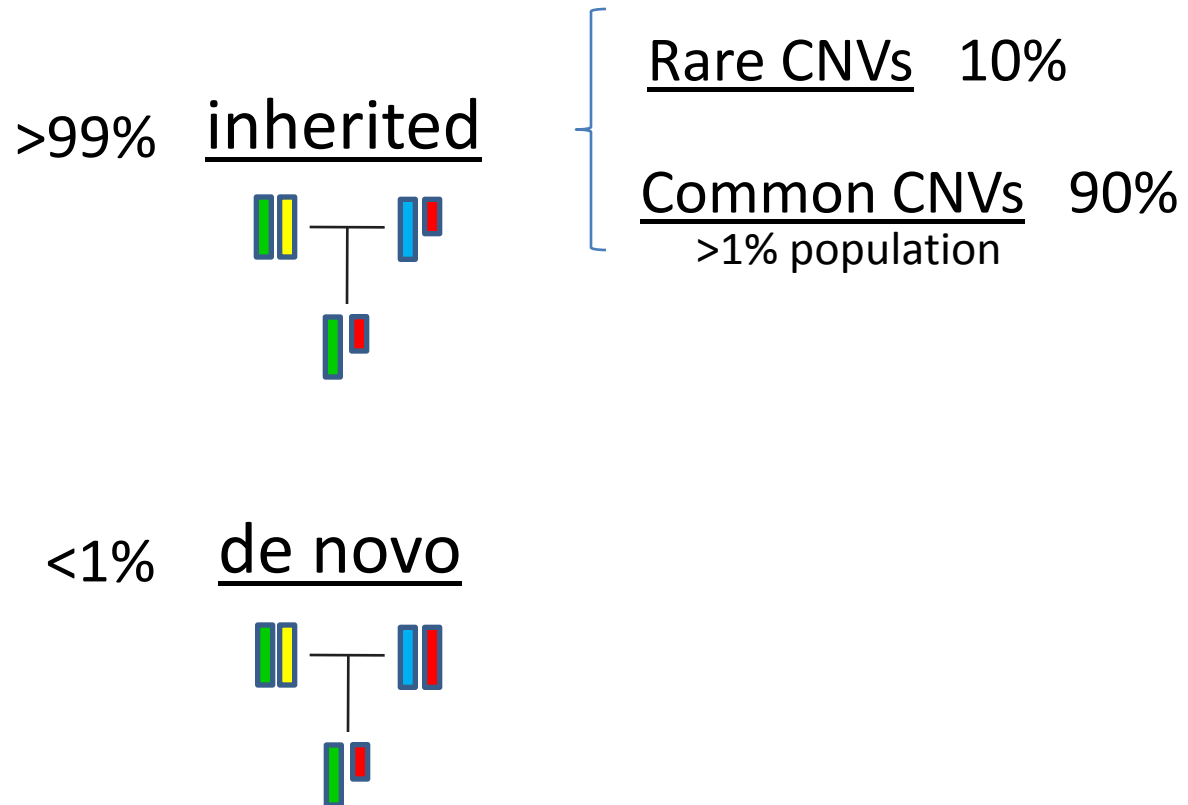 >99% inherited
Rare CNVs 10%
Common CNVs 90%
>1% population
<1% de novo